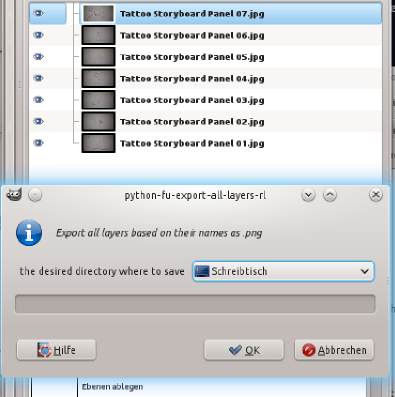 Tattoo Storyboard Panel 07.jpg
Tattoo Storyboard Panel 06.jpg
Tattoo Storyboard Panel 05.jpg
Tattoo Storyboard Panel 04.jpg
Tattoo Storyboard Panel 03.jpg
Tattoo Storyboard Panel 02.jpg
Tattoo Storyboard Panel 01.jpg
python-fu-export-all-layers-rl
Export all layers based on their names as .png
the desired directory where to save
Schreibtisch
Hilfe
OK
Abbrechen
Ebenen ablegen